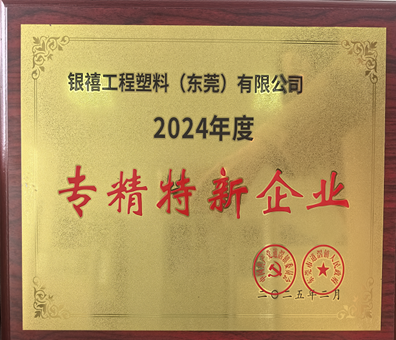 银禧工程塑料（东莞）有限公司
2024年度
专精特新企业
二〇二五年二月